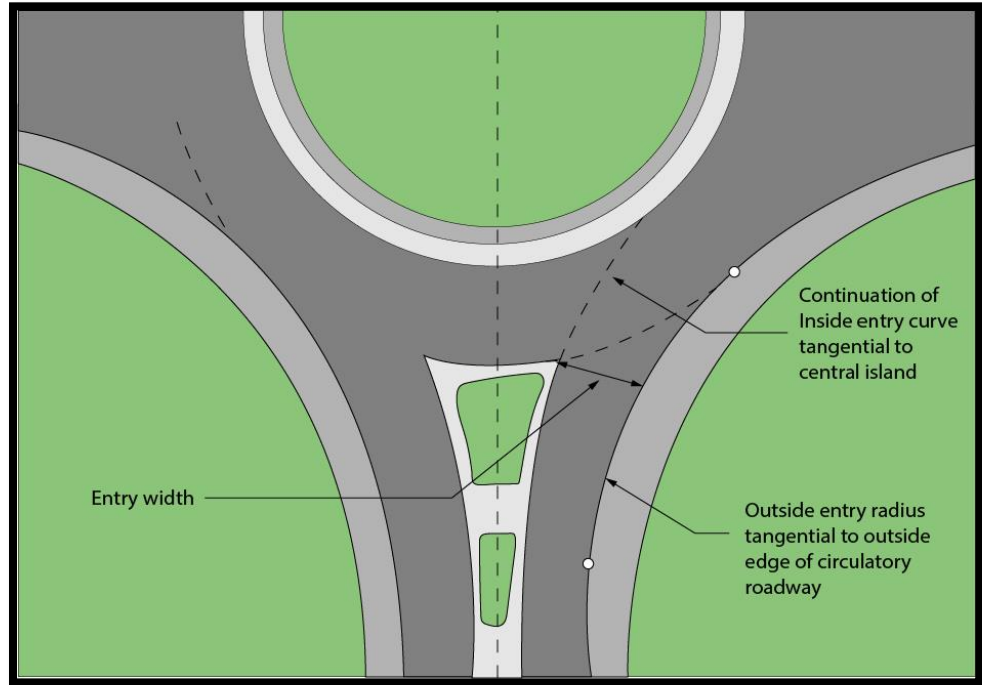 Continuation of
Inside entry curve
tangential to
central island
Entry width
Outside entry radius
tangential to outside
edge of circulatory
roadway